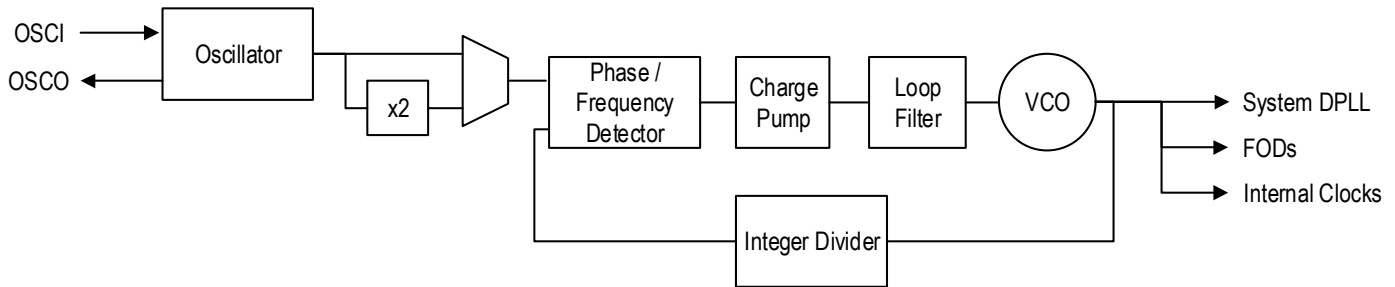 OSCI
OSCO
Oscillator
x2
Phase /
Frequency
Detector
Charge
Pump
Loop
Filter
VCO
System DPLL
FODs
Internal Clocks
Integer Divider